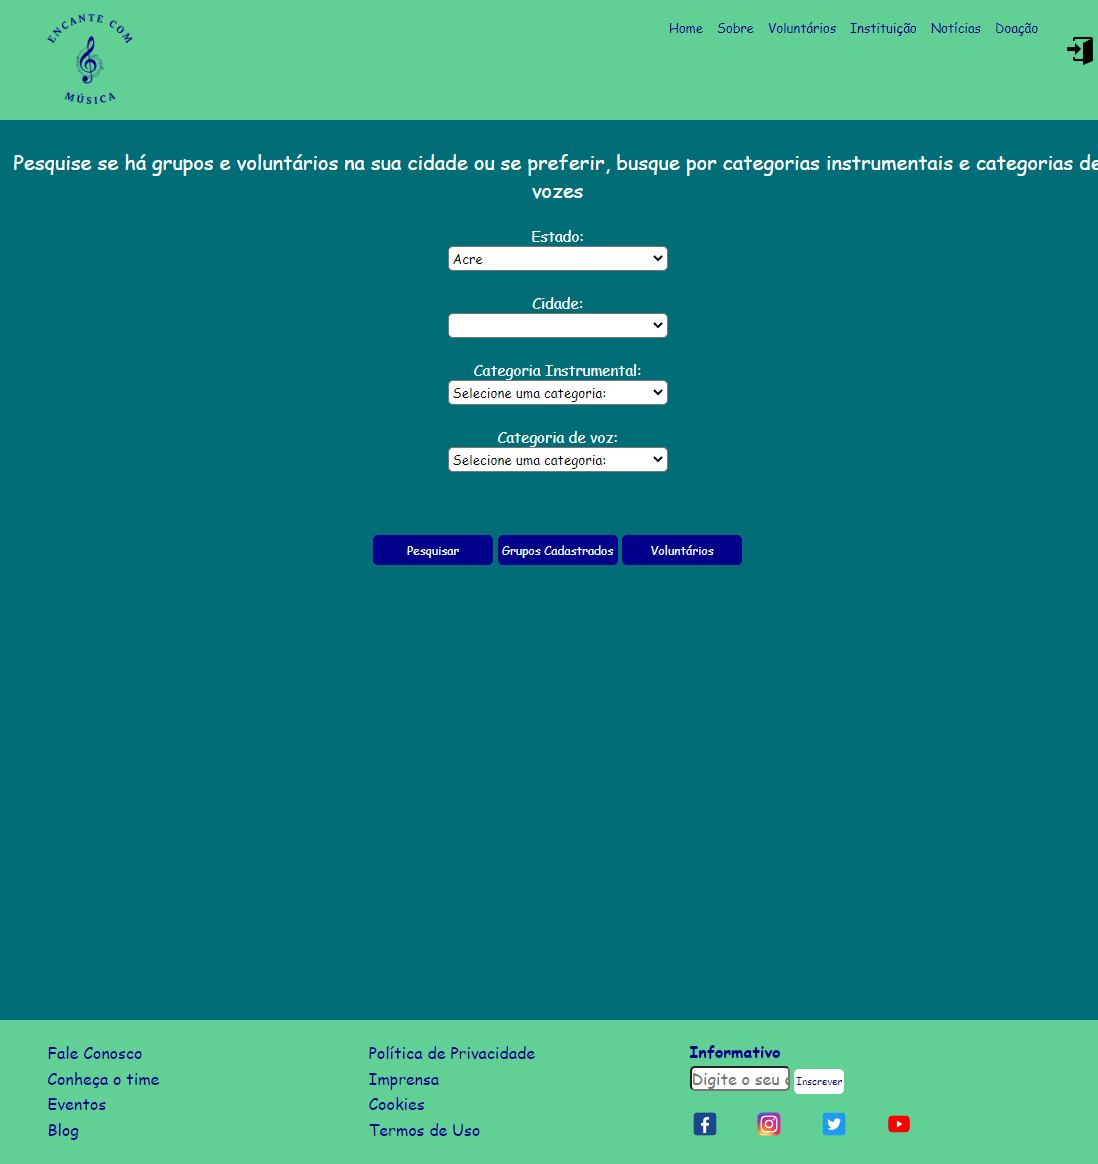 ENCANTE COM
MÚSICA
Home Sobre Voluntários Instituição Notícias Doação
Pesquise se há grupos e voluntários na sua cidade ou se preferir, busque por categorias instrumentais e categorias de
vozes
Estado:
Acre
Cidade:
Categoria Instrumental:
Selecione uma categoria:
Categoria de voz:
Selecione uma categoria:
Pesquisar Grupos Cadastrados Voluntários
Fale Conosco
Conheça o time
Eventos
Blog
Política de Privacidade
Imprensa
Cookies
Termos de Uso
Informativo
Digite o seu
Inscrever